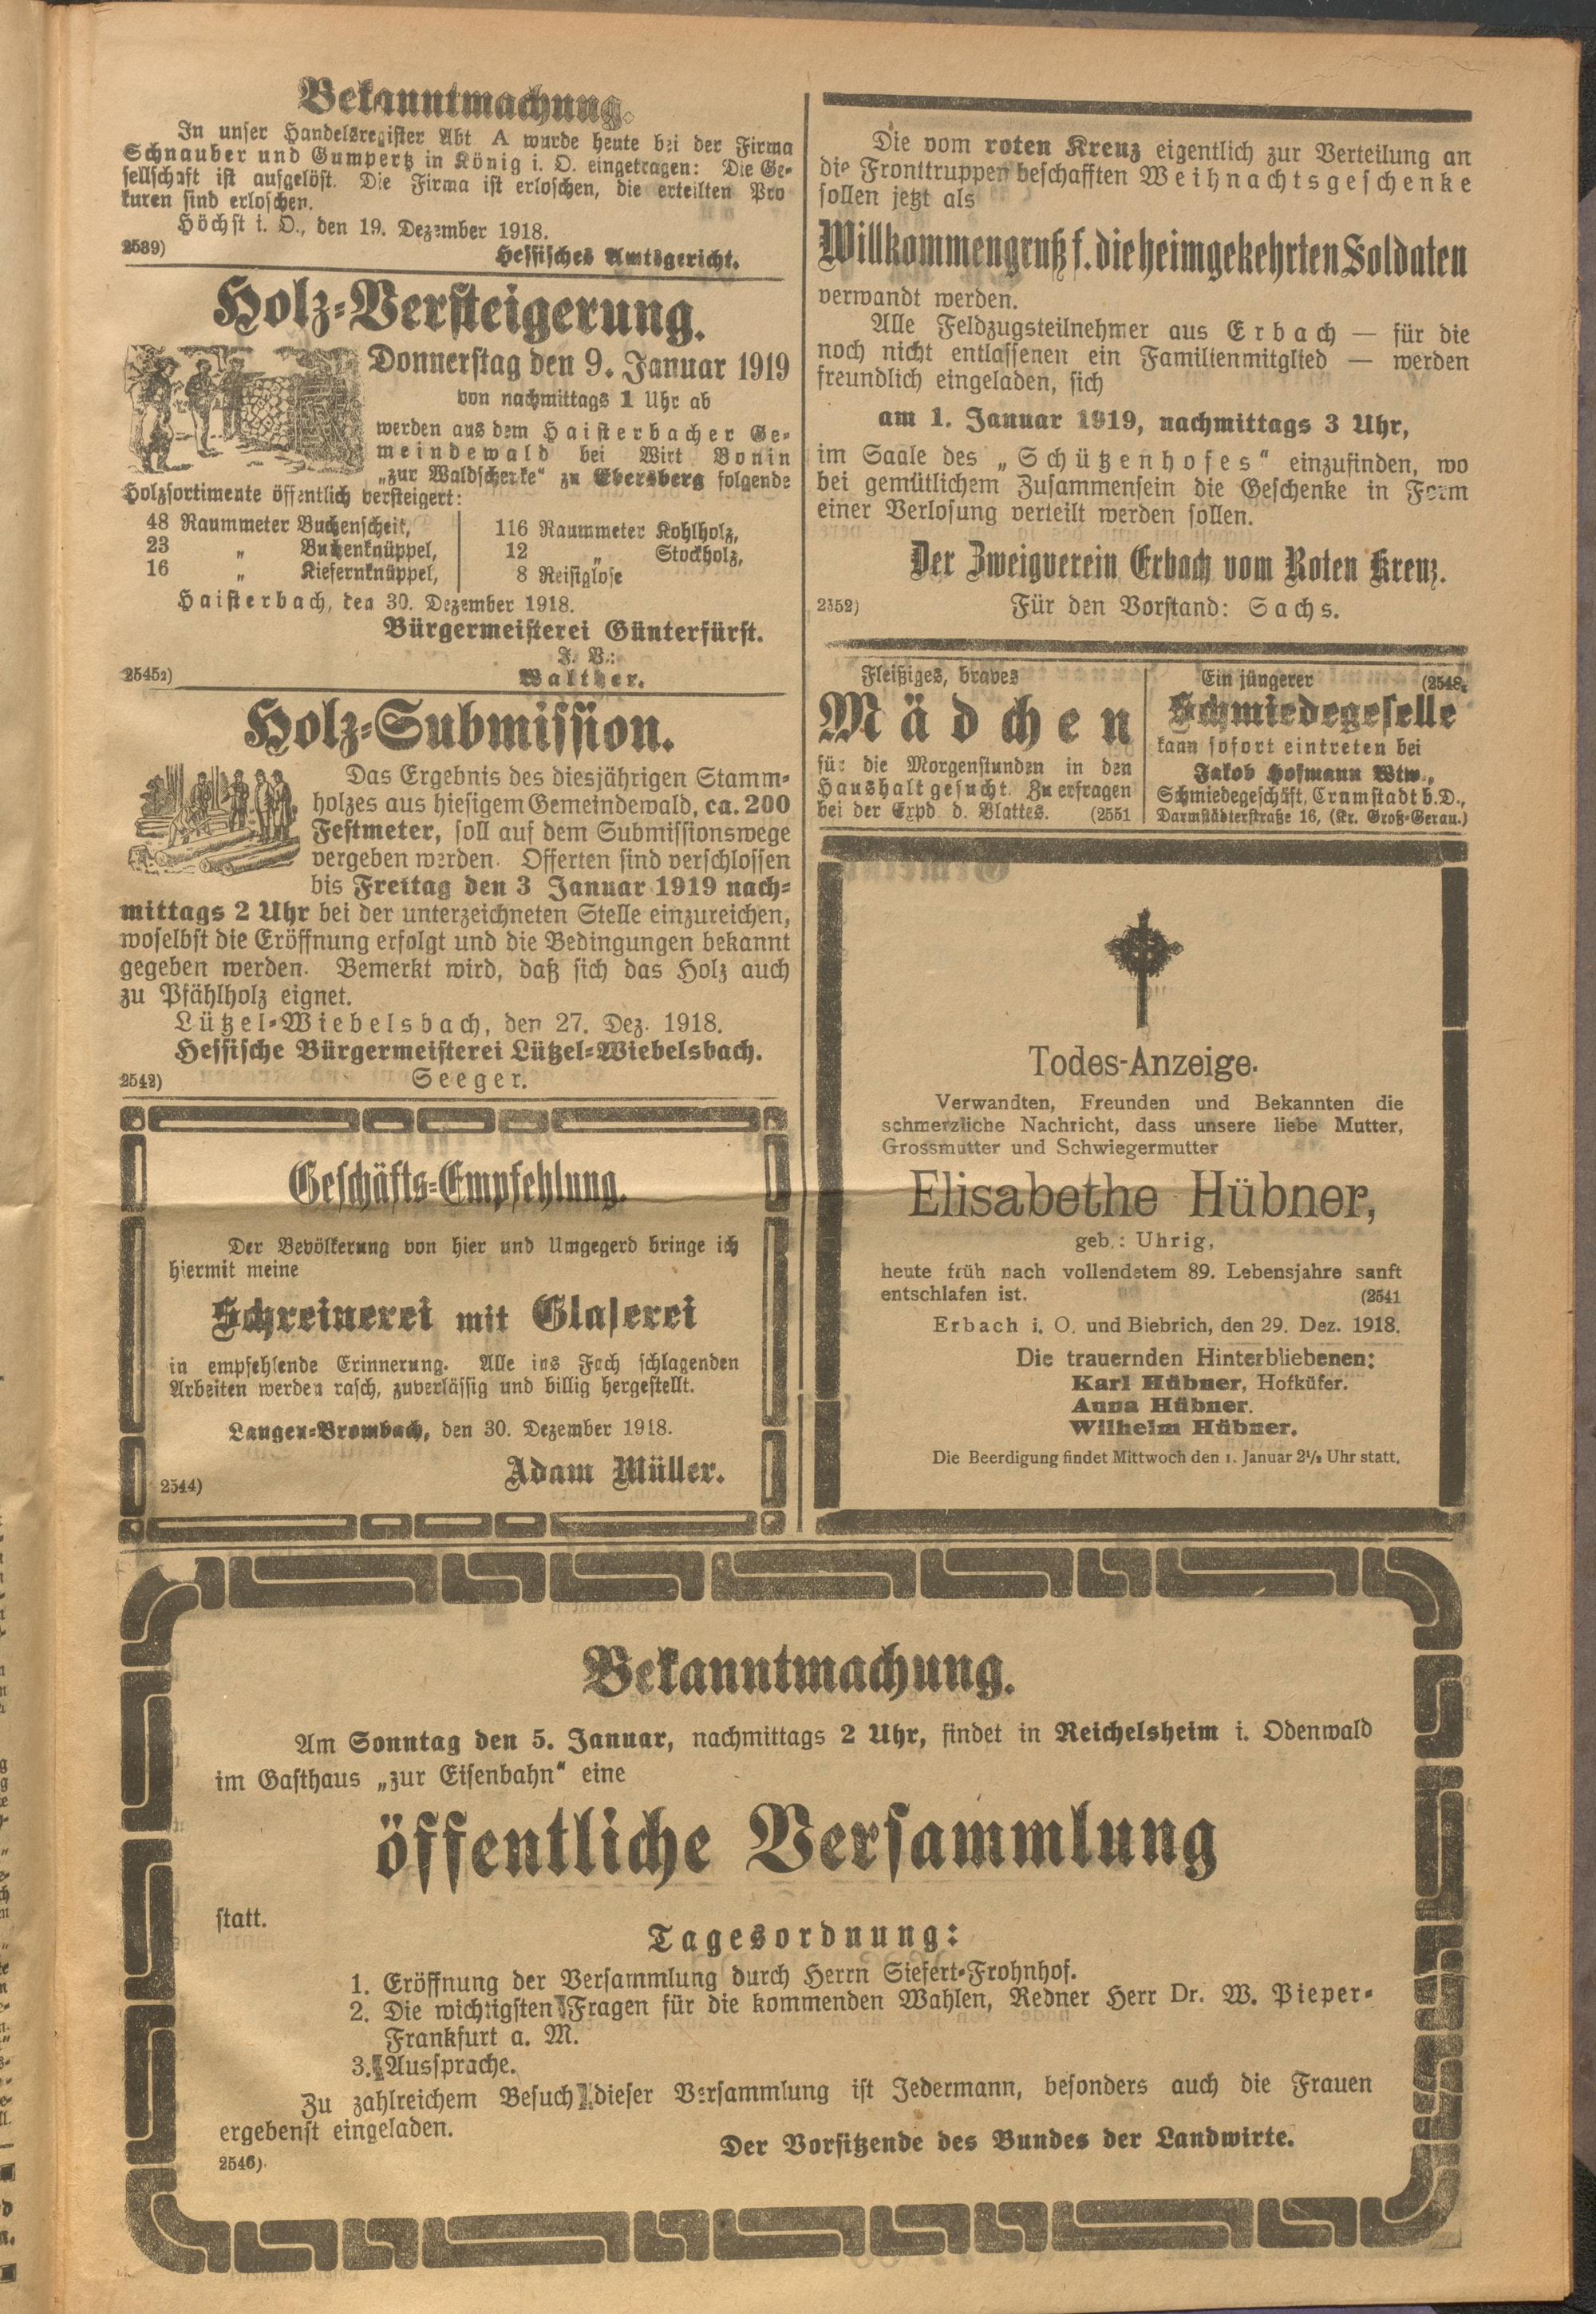 Bekanntmachung.
In unser Handelsregister Abt. A wurde heute bei der Firma
Schnauber und Gumpertz in König i. O. eingetragen: Die Ge-
sellschaft ist aufgelöst. Die Firma ist erloschen, die erteilten Pro
kuren sind erloschen.
Höchst i. O., den 19. Dezember 1918.
2539) Hessisches Amtsgericht.
Holz-Versteigerung.
Donnerstag den 9. Januar 1919
von nachmittags 1 Uhr ab
werden aus dem Haisterbacher Ge-
meindewald bei Wirt Bonin
„zur Waldschenke“ zu Ebersberg folgende
Holzsortimente öffentlich versteigert:
48 Raummeter Buchenscheit,
23 „ Buchenknüppel,
16 „ Kiefernknüppel,
116 Raummeter Kohlholz,
12 „ Stockholz,
8 Reisiglose
Haisterbach, den 30. Dezember 1918.
Bürgermeisterei Günterfürst.
J. V.:
2545₂) Walther.
Holz-Submission.
Das Ergebnis des diesjährigen Stamm-
holzes aus hiesigem Gemeindewald, ca. 200
Festmeter, soll auf dem Submissionswege
vergeben werden. Offerten sind verschlossen
bis Freitag den 3 Januar 1919 nach-
mittags 2 Uhr bei der unterzeichneten Stelle einzureichen,
woselbst die Eröffnung erfolgt und die Bedingungen bekannt
gegeben werden. Bemerkt wird, daß sich das Holz auch
zu Pfählholz eignet.
Lützel-Wiebelsbach, den 27. Dez. 1918.
Hessische Bürgermeisterei Lützel-Wiebelsbach.
2542) Seeger.
Geschäfts-Empfehlung.
Der Bevölkerung von hier und Umgegend bringe ich
hiermit meine
Schreinerei mit Glaserei
in empfehlende Erinnerung. Alle ins Fach schlagenden
Arbeiten werden rasch, zuverlässig und billig hergestellt.
Langen-Brombach, den 30. Dezember 1918.
Adam Müller.
2544)
Die vom roten Kreuz eigentlich zur Verteilung an
die Fronttruppen beschafften Weihnachtsgeschenke
sollen jetzt als
Willkommengruß f. die heimgekehrten Soldaten
verwandt werden.
Alle Feldzugsteilnehmer aus Erbach — für die
noch nicht entlassenen ein Familienmitglied — werden
freundlich eingeladen, sich
am 1. Januar 1919, nachmittags 3 Uhr,
im Saale des „Schützenhofes“ einzufinden, wo
bei gemütlichem Zusammensein die Geschenke in Form
einer Verlosung verteilt werden sollen.
Der Zweigverein Erbach vom Roten Kreuz.
2552) Für den Vorstand: Sachs.
Fleißiges, braves
Mädchen
für die Morgenstunden in den
Haushalt gesucht. Zu erfragen
bei der Expd. d. Blattes. (2551
Ein jüngerer (2548.
Schmiedegeselle
kann sofort eintreten bei
Jakob Hofmann Wtw.,
Schmiedegeschäft, Crumstadt b. D.,
Darmstädterstraße 16, (Kr. Groß-Gerau.)
Todes-Anzeige.
Verwandten, Freunden und Bekannten die
schmerzliche Nachricht, dass unsere liebe Mutter,
Grossmutter und Schwiegermutter
Elisabethe Hübner,
geb.: Uhrig,
heute früh nach vollendetem 89. Lebensjahre sanft
entschlafen ist. (2541
Erbach i. O. und Biebrich, den 29. Dez. 1918.
Die trauernden Hinterbliebenen:
Karl Hübner, Hofküfer.
Anna Hübner.
Wilhelm Hübner.
Die Beerdigung findet Mittwoch den 1. Januar 2½ Uhr statt.
Bekanntmachung.
Am Sonntag den 5. Januar, nachmittags 2 Uhr, findet in Reichelsheim i. Odenwald
im Gasthaus „zur Eisenbahn“ eine
öffentliche Versammlung
statt.
Tagesordnung:
1. Eröffnung der Versammlung durch Herrn Siefert-Frohnhof.
2. Die wichtigsten Fragen für die kommenden Wahlen, Redner Herr Dr. W. Pieper-
Frankfurt a. M.
3. Aussprache.
Zu zahlreichem Besuch dieser Versammlung ist Jedermann, besonders auch die Frauen
ergebenst eingeladen.
Der Vorsitzende des Bundes der Landwirte.
2546)